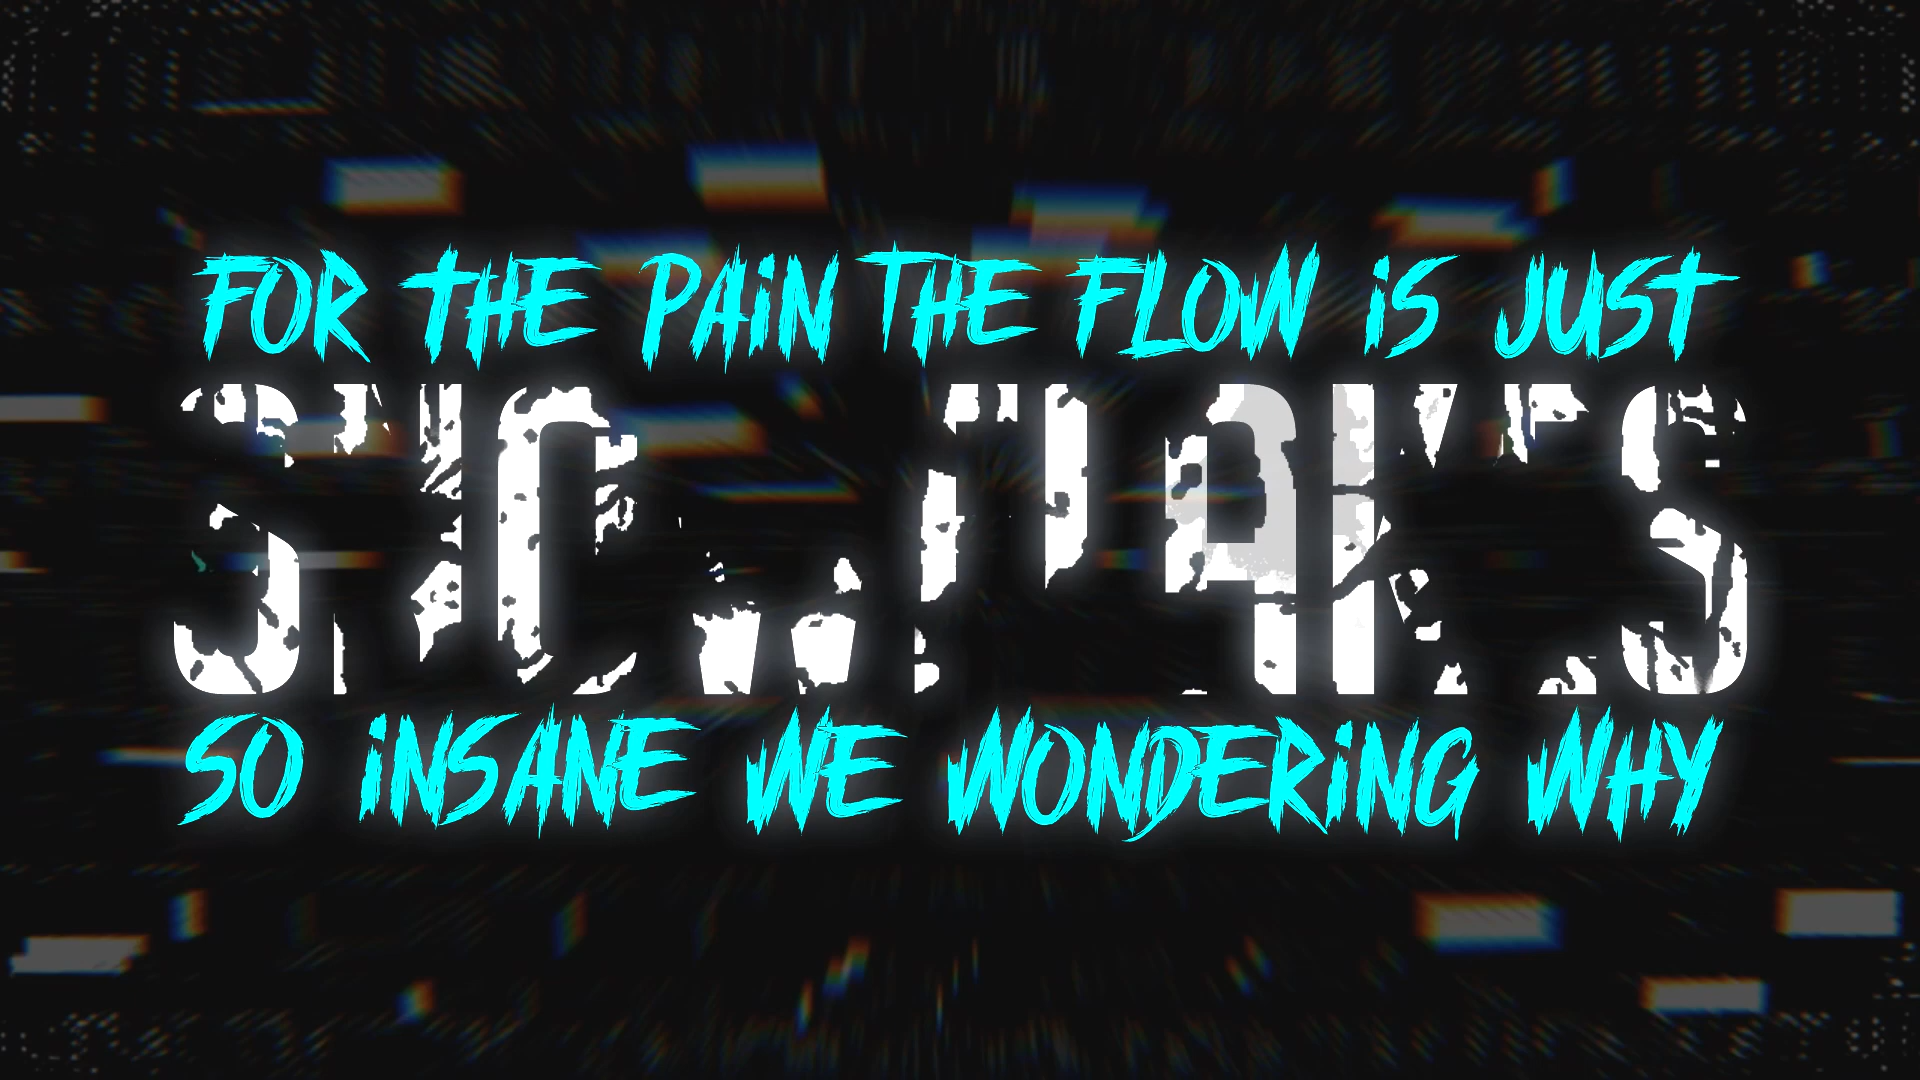 FOR THE PAIN THE FLOW IS JUST
SO INSANE WE WONDERING WHY